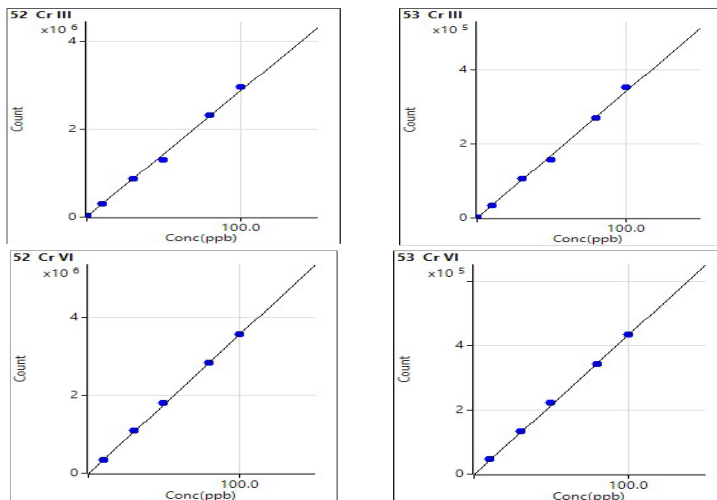 52 Cr III
x10 6
4
2
0
Count
100.0
Conc(ppb)
53 Cr III
x10 5
4
2
0
Count
100.0
Conc(ppb)
52 Cr VI
x10 6
4
2
0
Count
100.0
Conc(ppb)
53 Cr VI
x10 5
4
2
0
Count
100.0
Conc(ppb)